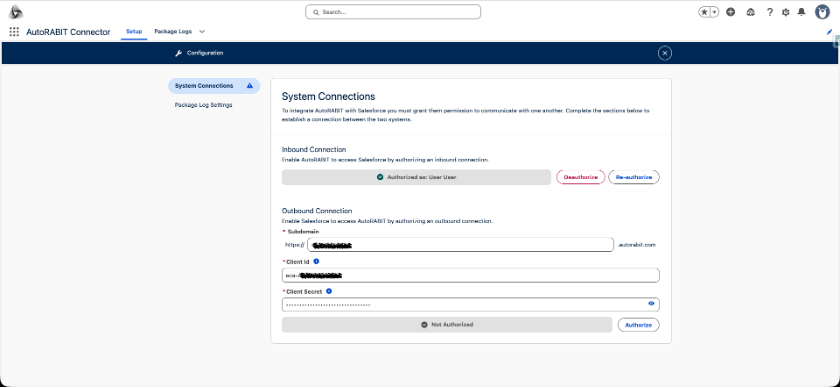 Search...
AutoRABIT Connector Setup Package Logs
Configuration
System Connections
Package Log Settings
System Connections
To integrate AutoRABIT with Salesforce you must grant them permission to communicate with one another. Complete the sections below to
establish a connection between the two systems.
Inbound Connection
Enable AutoRABIT to access Salesforce by authorizing an inbound connection.
Authorized as: User User
Deauthorize
Re-authorize
Outbound Connection
Enable Salesforce to access AutoRABIT by authorizing an outbound connection.
* Subdomain
https:// .autorabit.com
* Client Id
* Client Secret
Not Authorized
Authorize